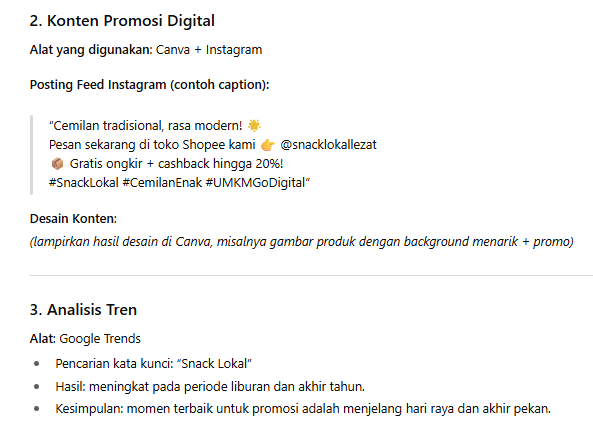 2. Konten Promosi Digital
Alat yang digunakan: Canva + Instagram
Posting Feed Instagram (contoh caption):
“Cemilan tradisional, rasa modern! 🌟
Pesan sekarang di toko Shopee kami 👉 @snacklokallezat
📦 Gratis ongkir + cashback hingga 20%!
#SnackLokal #CemilanEnak #UMKMGoDigital”
Desain Konten:
(lampirkan hasil desain di Canva, misalnya gambar produk dengan background menarik + promo)
3. Analisis Tren
Alat: Google Trends
• Pencarian kata kunci: “Snack Lokal”
• Hasil: meningkat pada periode liburan dan akhir tahun.
• Kesimpulan: momen terbaik untuk promosi adalah menjelang hari raya dan akhir pekan.